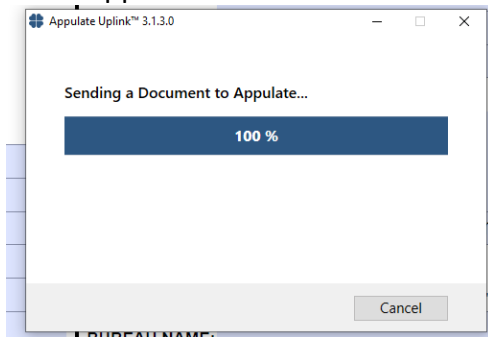 Appulate Uplink™ 3.1.3.0
Sending a Document to Appulate...
100 %
Cancel
BUREAU NAME: